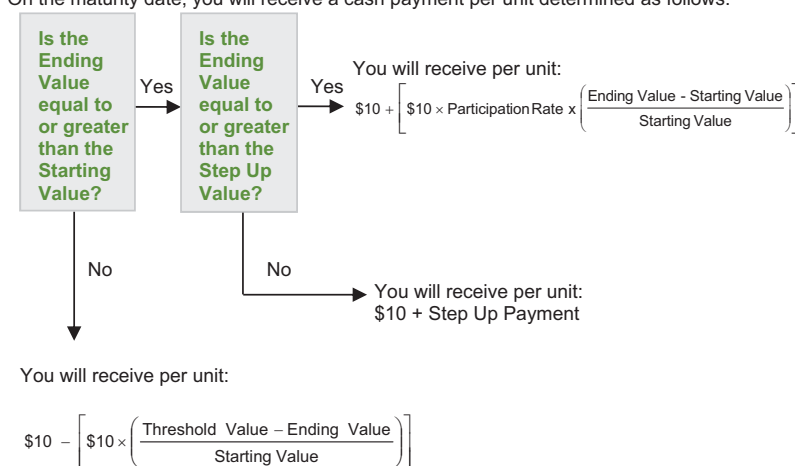 On the maturity date, you will receive a cash payment per unit determined as follows:
Is the
Ending
Value
equal to
or greater
than the
Starting
Value?
Yes
Is the
Ending
Value
equal to
or greater
than the
Step Up
Value?
Yes
You will receive per unit:
$10 + [$10 × Participation Rate x (Ending Value - Starting Value / Starting Value)]
No
No
You will receive per unit:
$10 + Step Up Payment
You will receive per unit:
$10 − [$10 × (Threshold Value − Ending Value / Starting Value)]